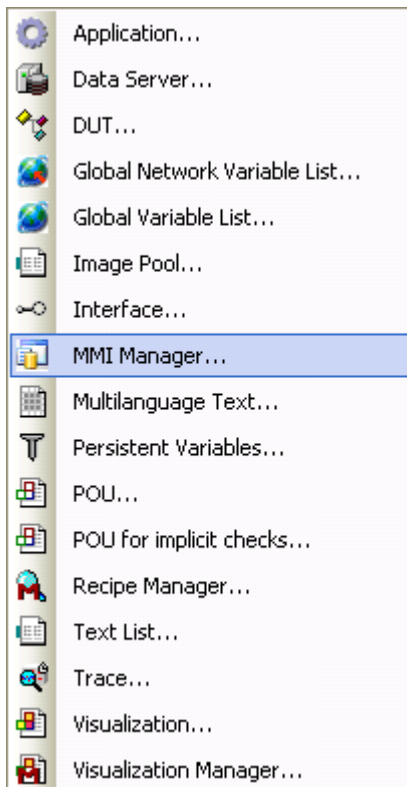 Application...
Data Server...
DUT...
Global Network Variable List...
Global Variable List...
Image Pool...
Interface...
MMI Manager...
Multilanguage Text...
Persistent Variables...
POU...
POU for implicit checks...
Recipe Manager...
Text List...
Trace...
Visualization...
Visualization Manager...